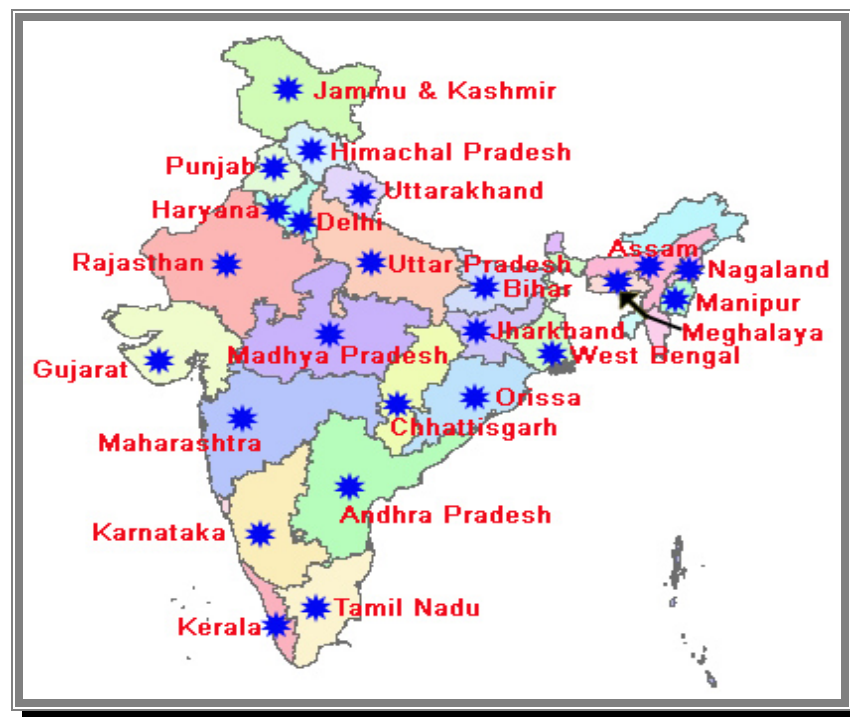 Jammu & Kashmir
Himachal Pradesh
Punjab
Uttarakhand
Haryana
Delhi
Assam
Rajasthan
Uttar Pradesh
Nagaland
Bihar
Manipur
Jharkhand
Meghalaya
Madhya Pradesh
West Bengal
Gujarat
Orissa
Chhattisgarh
Maharashtra
Andhra Pradesh
Karnataka
Tamil Nadu
Kerala